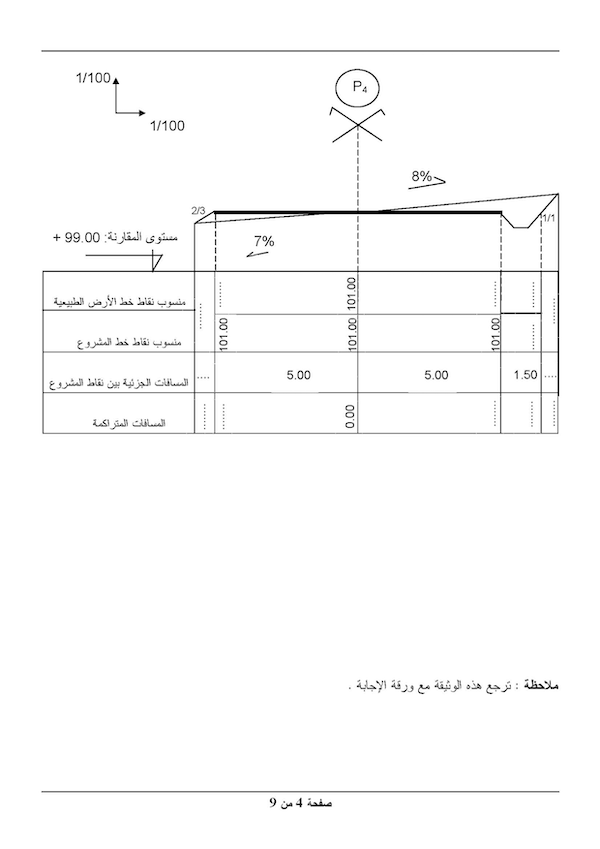 1/100
1/100
P4
8%
2/3
1/1
مستوى المقارنة: 99.00 +
7%
منسوب نقاط خط الأرض الطبيعية
........ ........ 101.00 ........ ........ ........
منسوب نقاط خط المشروع
101.00 101.00 101.00 ........
المسافات الجزئية بين نقاط المشروع
.... 5.00 5.00 1.50 ....
المسافات المتراكمة
........ ........ 0.00 ........ ........ ........
ملاحظة : ترجع هذه الوثيقة مع ورقة الإجابة .
صفحة 4 من 9